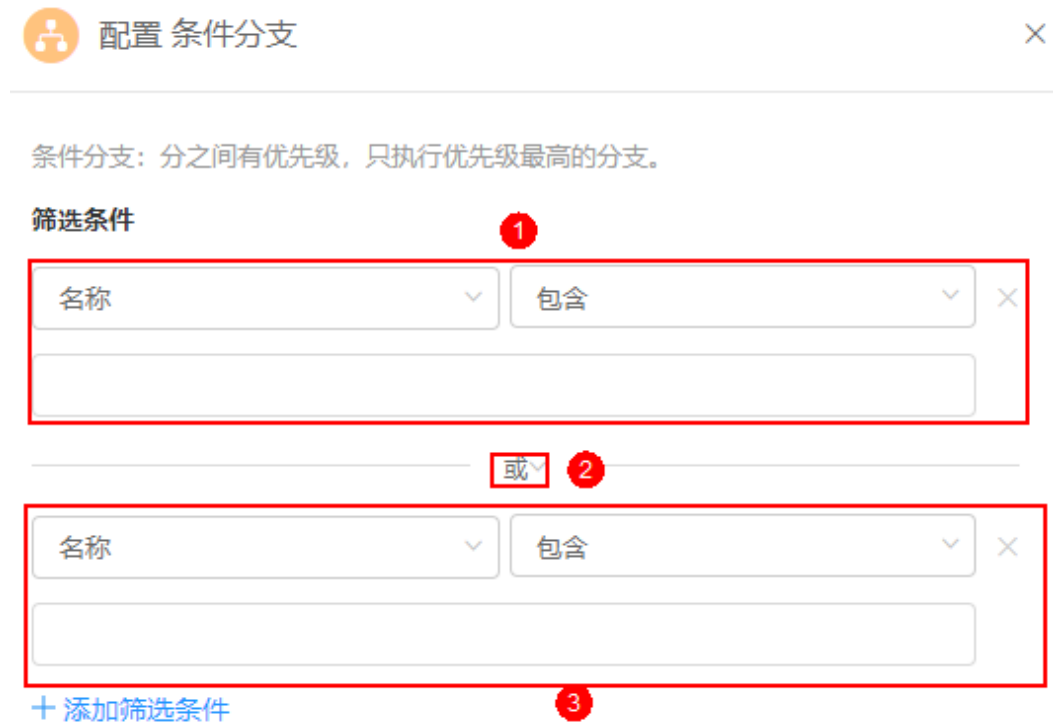 配置 条件分支
条件分支：分之间有优先级，只执行优先级最高的分支。
筛选条件
1
名称 包含
或 2
名称 包含
3
添加筛选条件